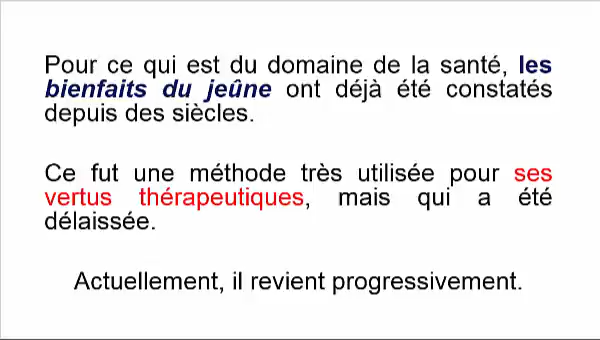 Pour ce qui est du domaine de la santé, les
bienfaits du jeûne ont déjà été constatés
depuis des siècles.
Ce fut une méthode très utilisée pour ses
vertus thérapeutiques, mais qui a été
délaissée.
Actuellement, il revient progressivement.